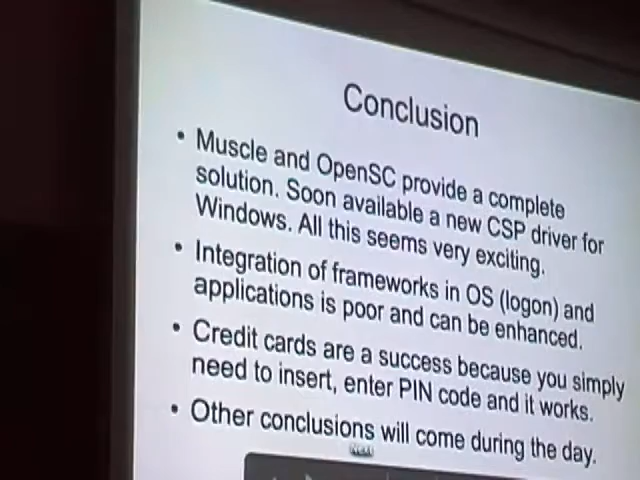 Conclusion
• Muscle and OpenSC provide a complete
solution. Soon available a new CSP driver for
Windows. All this seems very exciting.
• Integration of frameworks in OS (logon) and
applications is poor and can be enhanced.
• Credit cards are a success because you simply
need to insert, enter PIN code and it works.
• Other conclusions will come during the day.
Next